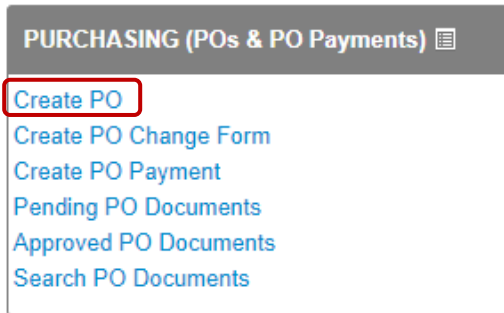 PURCHASING (POs & PO Payments)
Create PO
Create PO Change Form
Create PO Payment
Pending PO Documents
Approved PO Documents
Search PO Documents